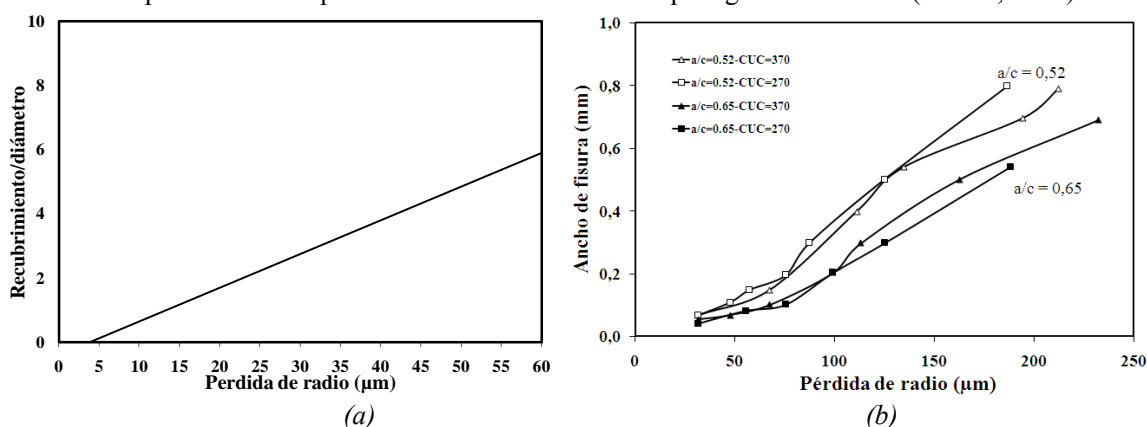 10
8
6
4
2
0
Recubrimiento/diámetro
0 5 10 15 20 25 30 35 40 45 50 55 60
Perdida de radio (µm)
(a)
1,0
0,8
0,6
0,4
0,2
0,0
Ancho de fisura (mm)
a/c=0.52-CUC=370
a/c=0.52-CUC=270
a/c=0.65-CUC=370
a/c=0.65-CUC=270
a/c = 0,52
a/c = 0,65
0 50 100 150 200 250
Pérdida de radio (µm)
(b)